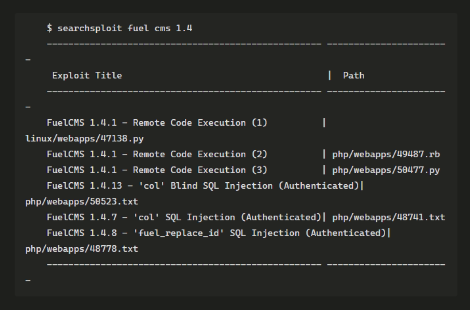 $ searchsploit fuel cms 1.4
--------------------------------------------------- ----------------------
-
Exploit Title | Path
--------------------------------------------------- ----------------------
-
FuelCMS 1.4.1 - Remote Code Execution (1) |
linux/webapps/47138.py
FuelCMS 1.4.1 - Remote Code Execution (2) | php/webapps/49487.rb
FuelCMS 1.4.1 - Remote Code Execution (3) | php/webapps/50477.py
FuelCMS 1.4.13 - 'col' Blind SQL Injection (Authenticated)|
php/webapps/50523.txt
FuelCMS 1.4.7 - 'col' SQL Injection (Authenticated)| php/webapps/48741.txt
FuelCMS 1.4.8 - 'fuel_replace_id' SQL Injection (Authenticated)|
php/webapps/48778.txt
--------------------------------------------------- ----------------------
-